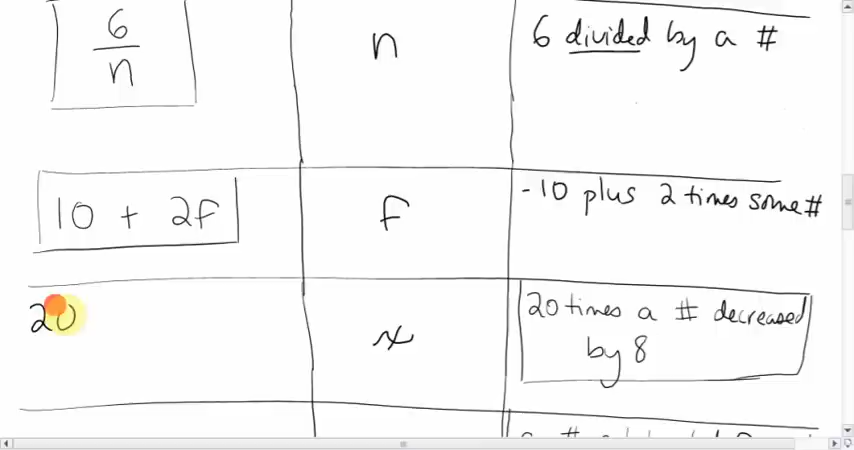 6
n
n
6 divided by a #
10 + 2f
f
-10 plus 2 times some #
20
x
20 times a # decreased
by 8